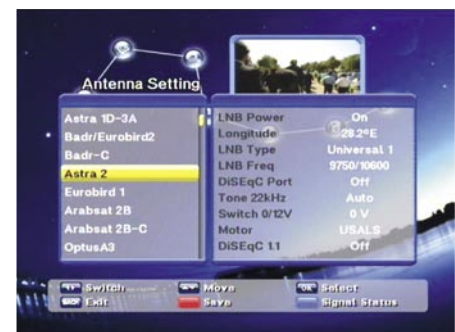 Antenna Setting
Astra 1D-3A
Badr/Eurobird2
Badr-C
Astra 2
Eurobird 1
Arabsat 2B
Arabsat 2B-C
OptusA3
LNB Power On
Longitude 28.2°E
LNB Type Universal 1
LNB Freq 9750/10600
DiSEqC Port Off
Tone 22kHz Auto
Switch 0/12V 0 V
Motor USALS
DiSEqC 1.1 Off
Switch Move OK Select
Exit Save Signal Status